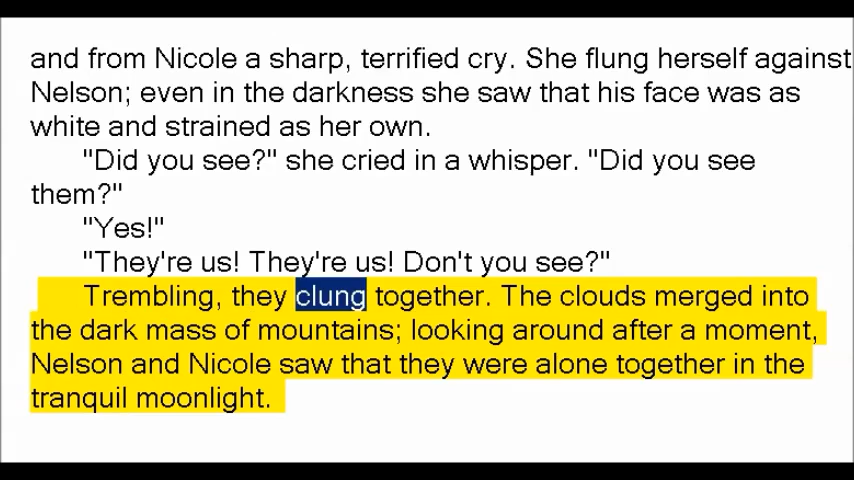 and from Nicole a sharp, terrified cry. She flung herself against
Nelson; even in the darkness she saw that his face was as
white and strained as her own.
"Did you see?" she cried in a whisper. "Did you see
them?"
"Yes!"
"They're us! They're us! Don't you see?"
Trembling, they clung together. The clouds merged into
the dark mass of mountains; looking around after a moment,
Nelson and Nicole saw that they were alone together in the
tranquil moonlight.